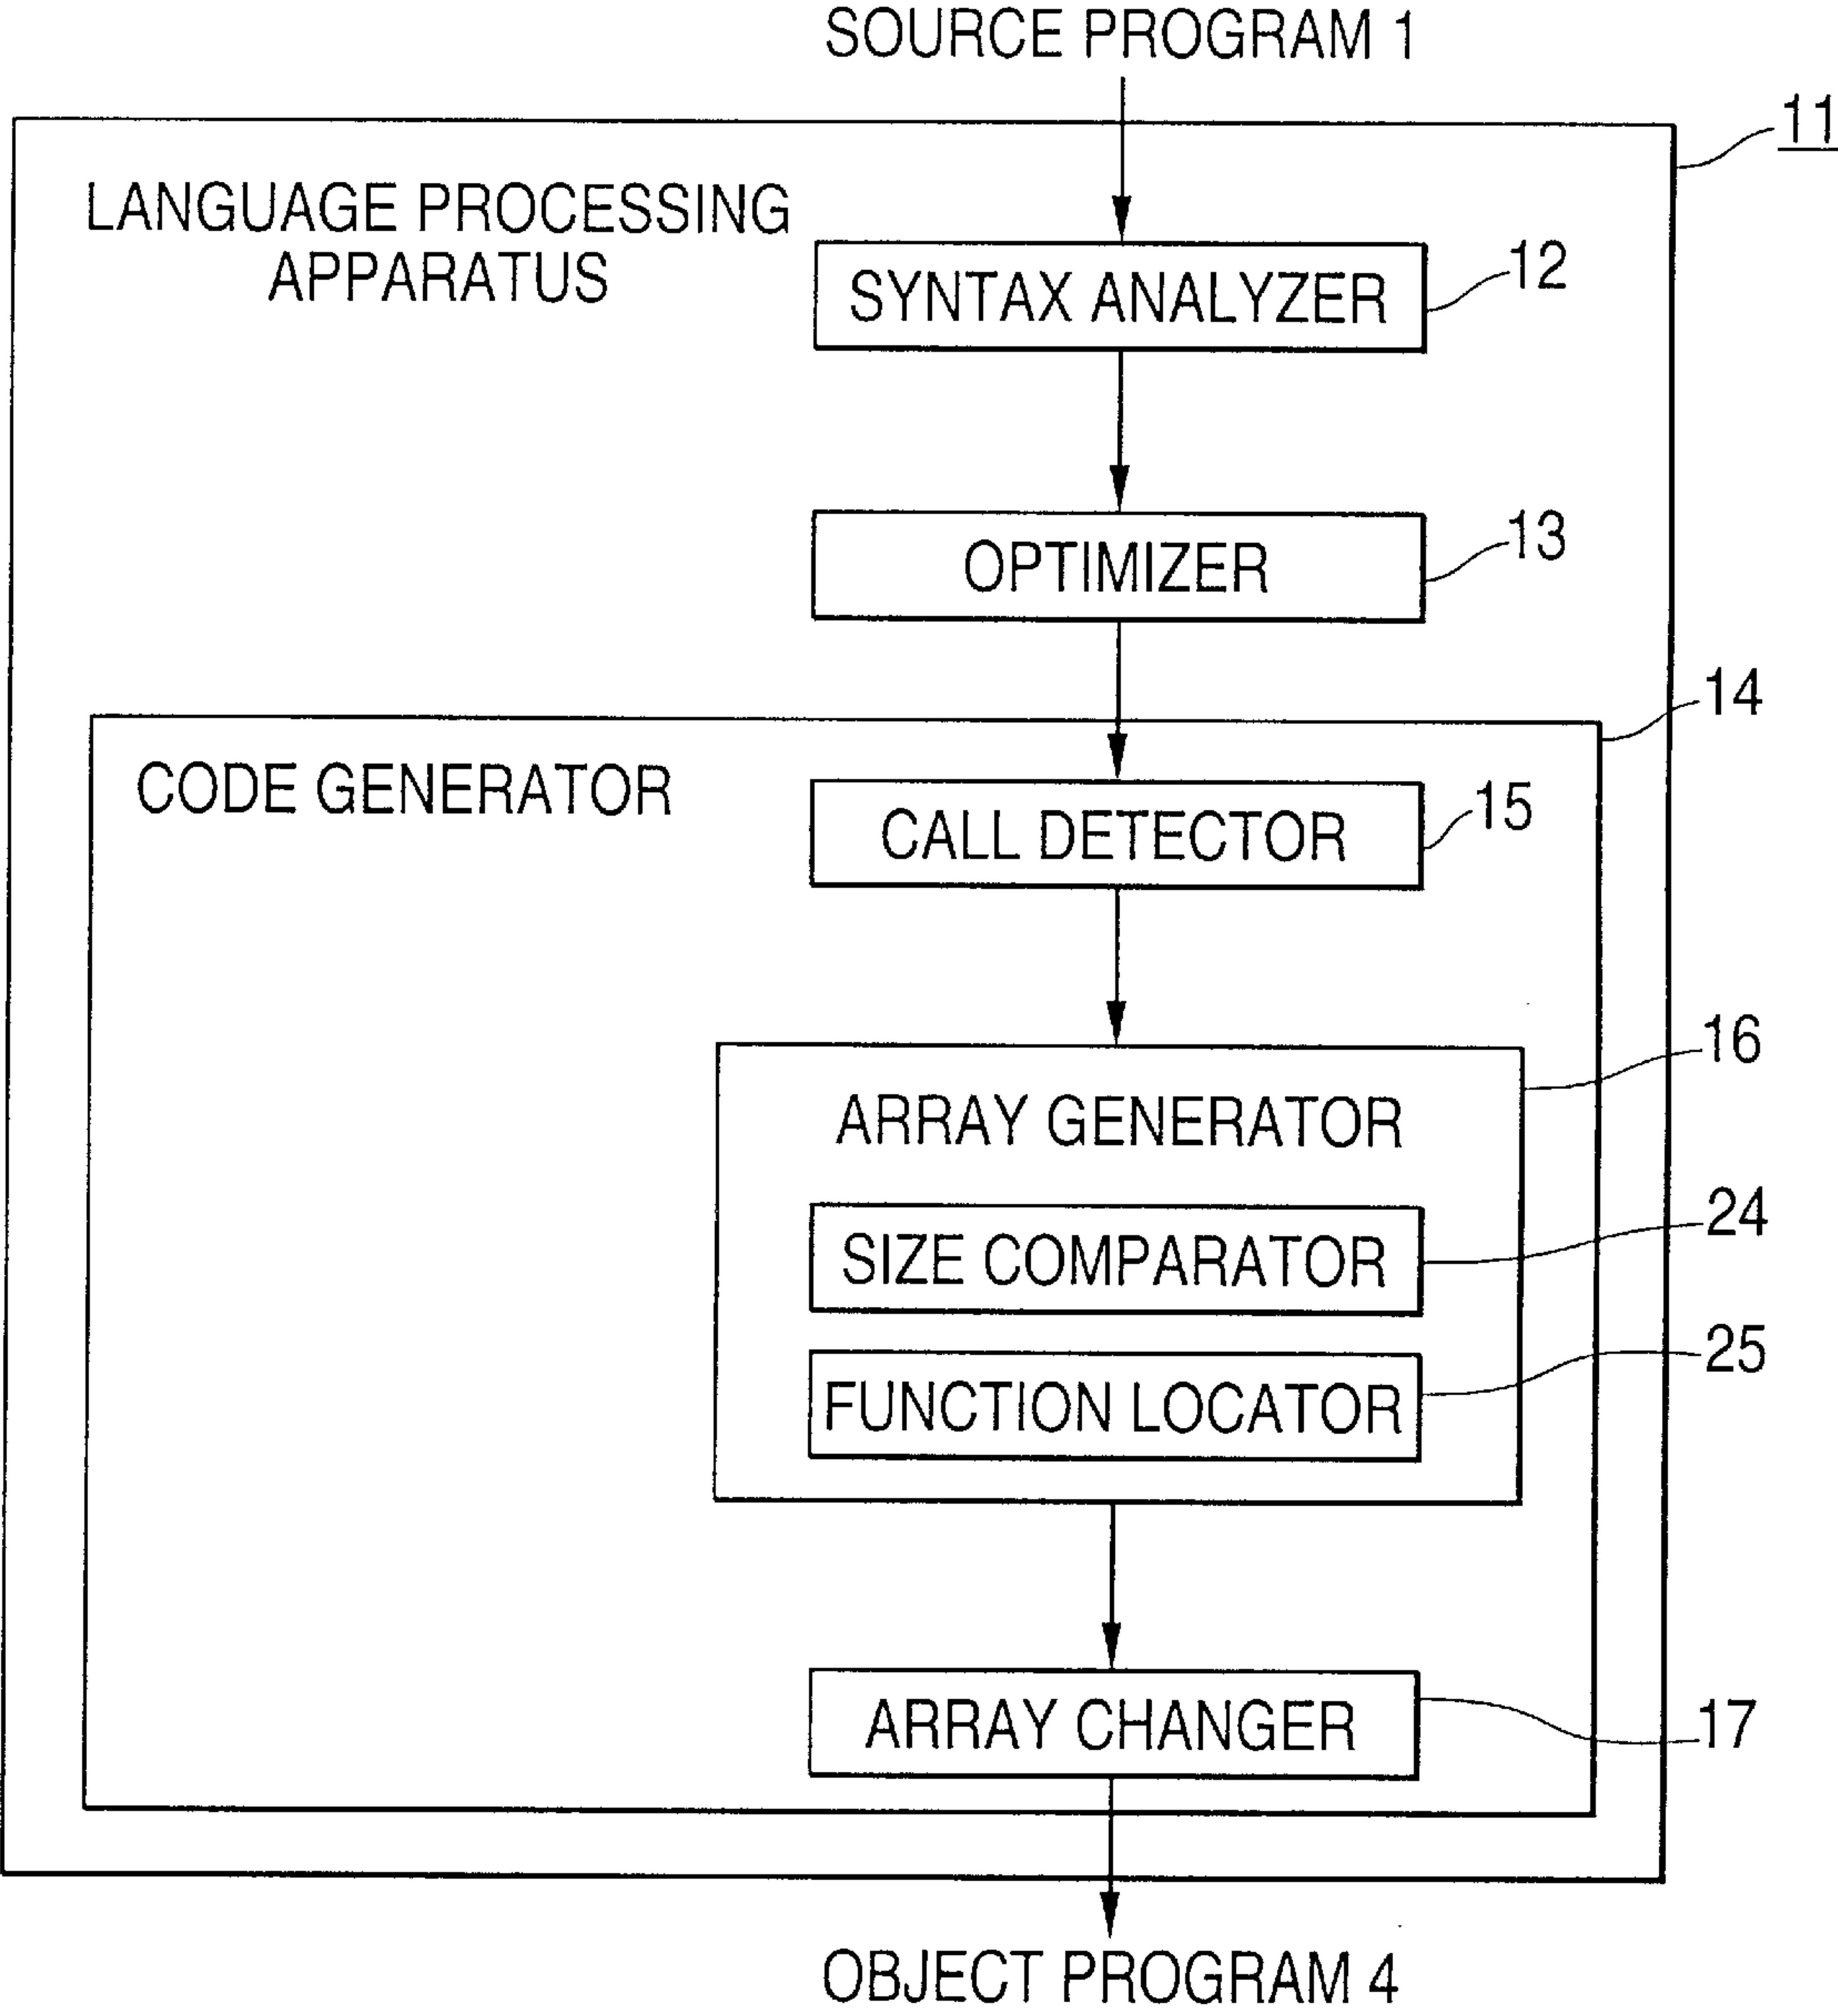 SOURCE PROGRAM 1
11
LANGUAGE PROCESSING
APPARATUS
SYNTAX ANALYZER
12
OPTIMIZER
13
14
CODE GENERATOR
CALL DETECTOR
15
16
ARRAY GENERATOR
SIZE COMPARATOR
24
FUNCTION LOCATOR
25
ARRAY CHANGER
17
OBJECT PROGRAM 4